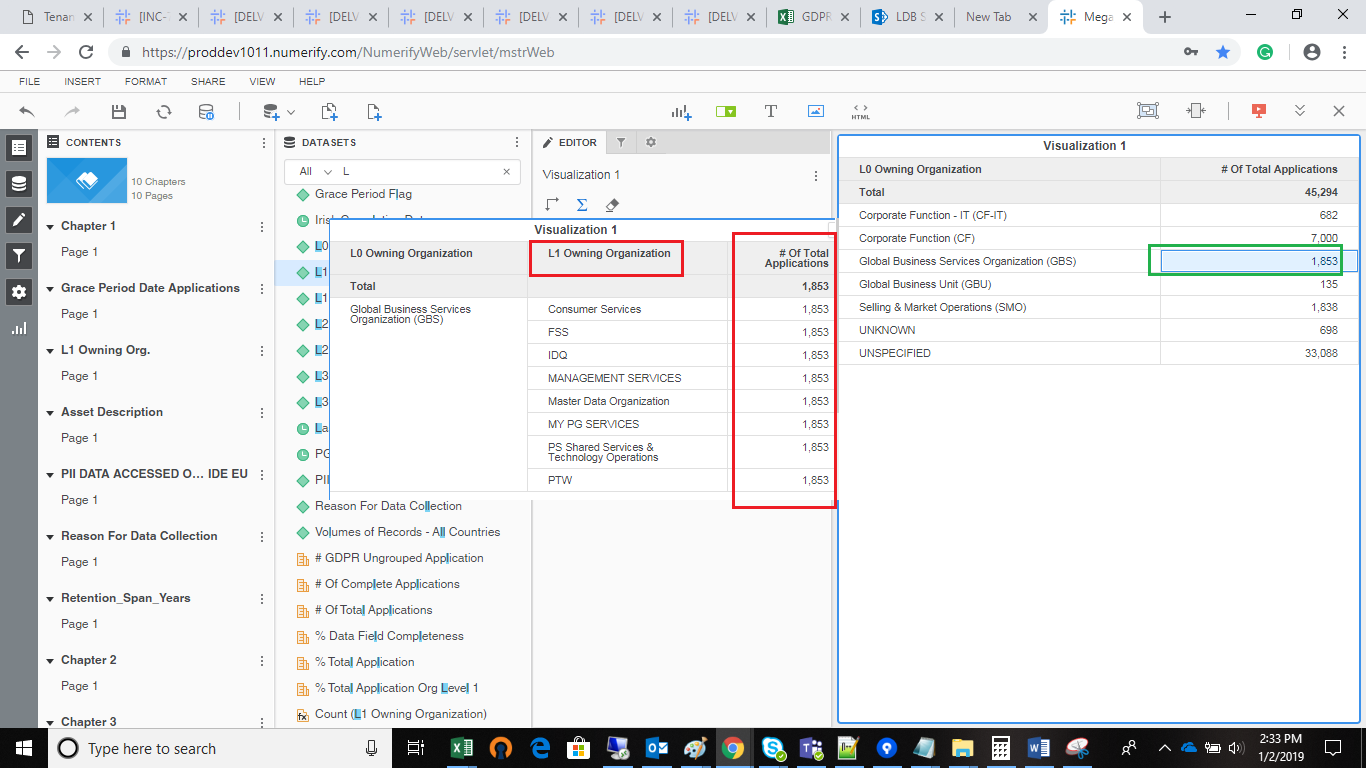 Tenan
[INC-7
[DELV
[DELV
[DELV
[DELV
[DELV
[DELV
GDPR
LDB S
New Tab
Mega
https://proddev1011.numerify.com/NumerifyWeb/servlet/mstrWeb
FILE INSERT FORMAT SHARE VIEW HELP
HTML
CONTENTS
10 Chapters
10 Pages
Chapter 1
Page 1
Grace Period Date Applications
Page 1
L1 Owning Org.
Page 1
Asset Description
Page 1
PII DATA ACCESSED O... IDE EU
Page 1
Reason For Data Collection
Page 1
Retention_Span_Years
Page 1
Chapter 2
Page 1
Chapter 3
DATASETS
All L
Grace Period Flag
L0
L1
L1
L2
L2
L3
L3
La
PG
PII
Reason For Data Collection
Volumes of Records - All Countries
# GDPR Ungrouped Application
# Of Complete Applications
# Of Total Applications
% Data Field Completeness
% Total Application
% Total Application Org Level 1
fx Count (L1 Owning Organization)
EDITOR
Visualization 1
Visualization 1
L0 Owning Organization L1 Owning Organization # Of Total
Applications
Total 1,853
Global Business Services
Organization (GBS)
Consumer Services 1,853
FSS 1,853
IDQ 1,853
MANAGEMENT SERVICES 1,853
Master Data Organization 1,853
MY PG SERVICES 1,853
PS Shared Services & 1,853
Technology Operations
PTW 1,853
Visualization 1
L0 Owning Organization # Of Total Applications
Total 45,294
Corporate Function - IT (CF-IT) 682
Corporate Function (CF) 7,000
Global Business Services Organization (GBS) 1,853
Global Business Unit (GBU) 135
Selling & Market Operations (SMO) 1,838
UNKNOWN 698
UNSPECIFIED 33,088
Type here to search
2:33 PM
1/2/2019